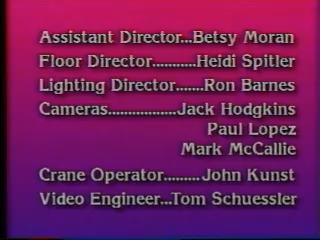 Assistant Director...Betsy Moran
Floor Director..........Heidi Spitler
Lighting Director.......Ron Barnes
Cameras.................Jack Hodgkins
Paul Lopez
Mark McCallie
Crane Operator.........John Kunst
Video Engineer...Tom Schuessler